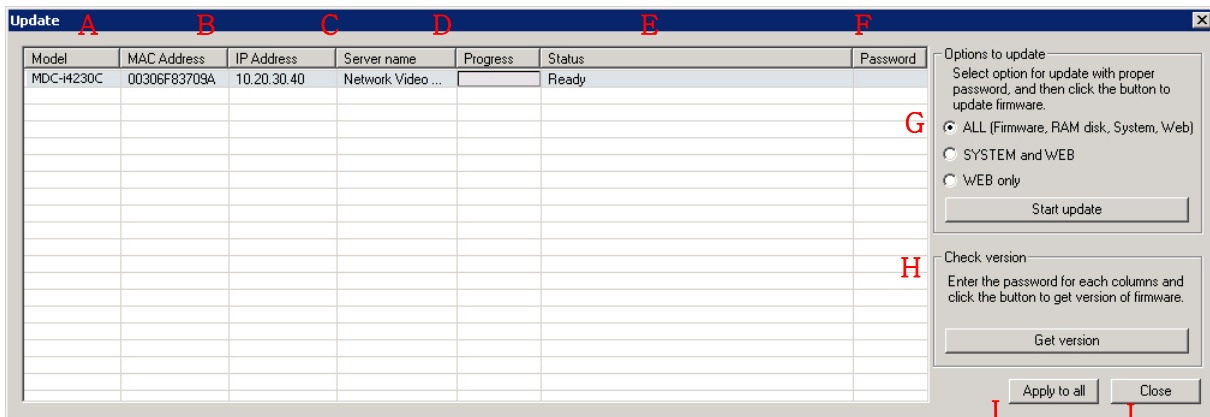 Update A B C D E F
Model MAC Address IP Address Server name Progress Status Password
MDC-i4230C 00306F83709A 10.20.30.40 Network Video ... Ready
Options to update
Select option for update with proper
password, and then click the button to
update firmware.
G
ALL (Firmware, RAM disk, System, Web)
SYSTEM and WEB
WEB only
Start update
Check version
H
Enter the password for each columns and
click the button to get version of firmware.
Get version
Apply to all Close